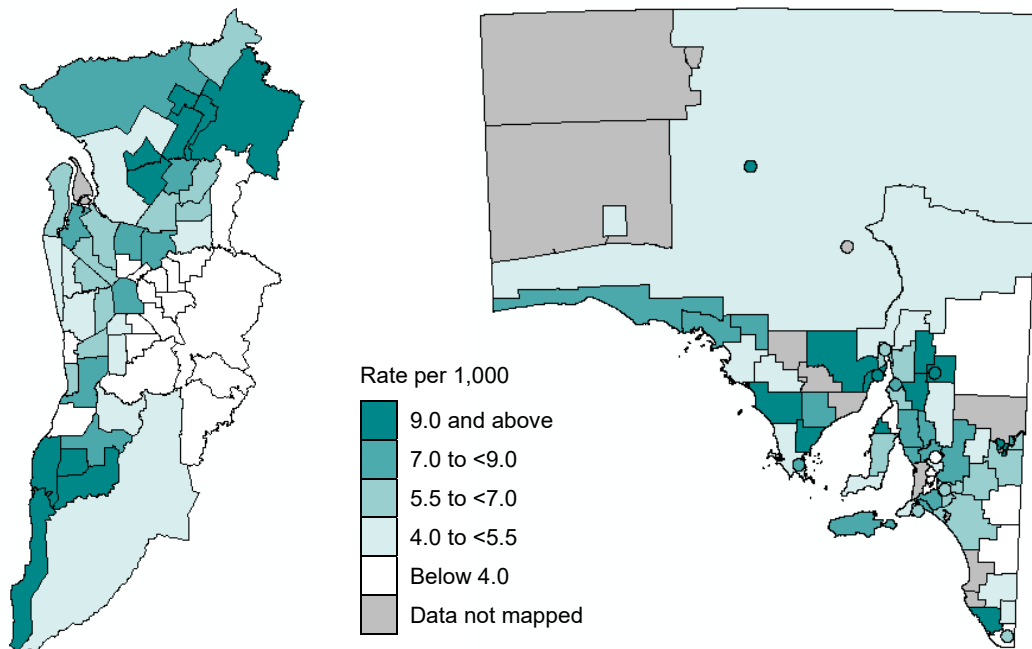 Rate per 1,000
9.0 and above
7.0 to <9.0
5.5 to <7.0
4.0 to <5.5
Below 4.0
Data not mapped